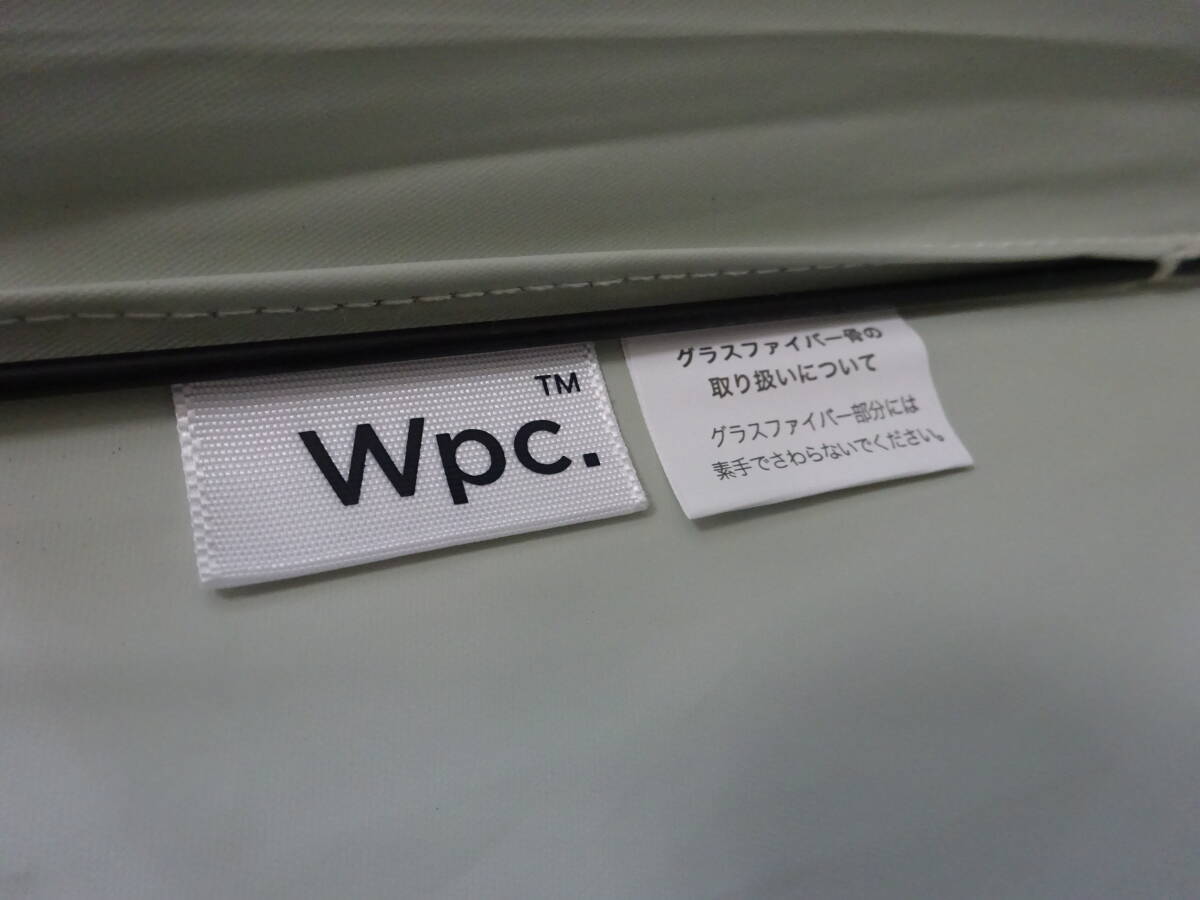 Wpc.™
グラスファイバー骨の
取り扱いについて
グラスファイバー部分には
素手でさわらないでください。